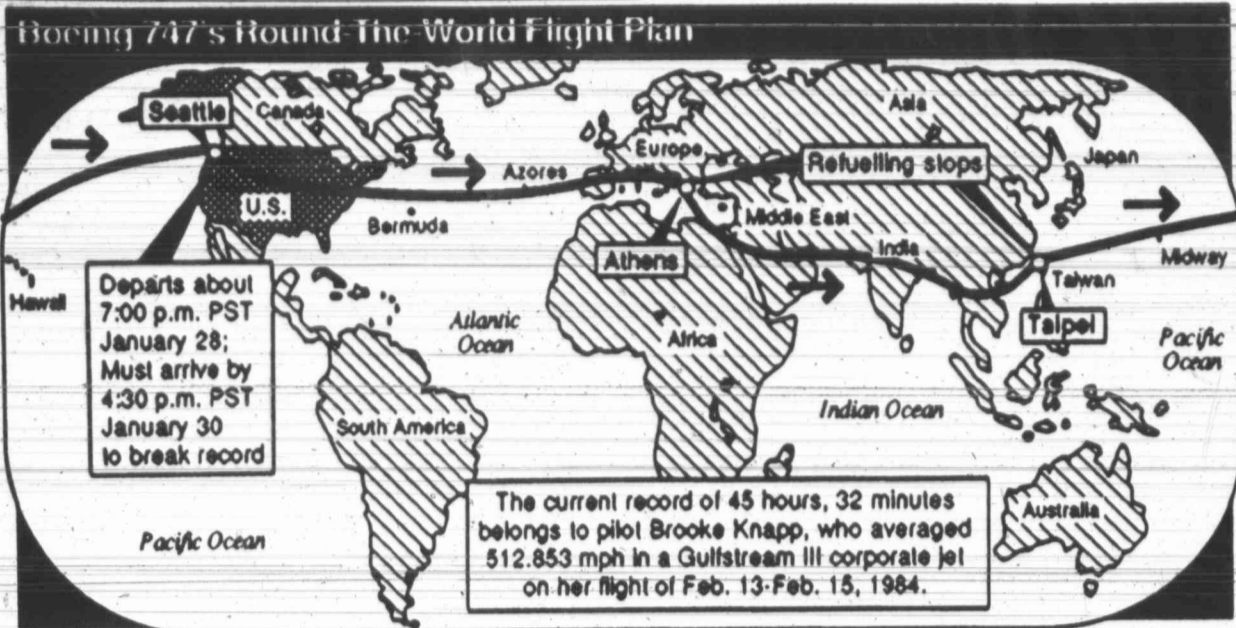 Boeing 747's Round-The-World Flight Plan
Seattle
Canada
Asia
Europe
Japan
Refuelling stops
Azores
U.S.
Bermuda
Middle East
Athens
India
Midway
Taiwan
Hawaii
Departs about
7:00 p.m. PST
January 28;
Must arrive by
4:30 p.m. PST
January 30
to break record
Atlantic
Ocean
Africa
Taipei
Pacific
Ocean
Indian Ocean
South America
The current record of 45 hours, 32 minutes
belongs to pilot Brooke Knapp, who averaged
512.853 mph in a Gulfstream III corporate jet
on her flight of Feb. 13-Feb. 15, 1984.
Australia
Pacific Ocean